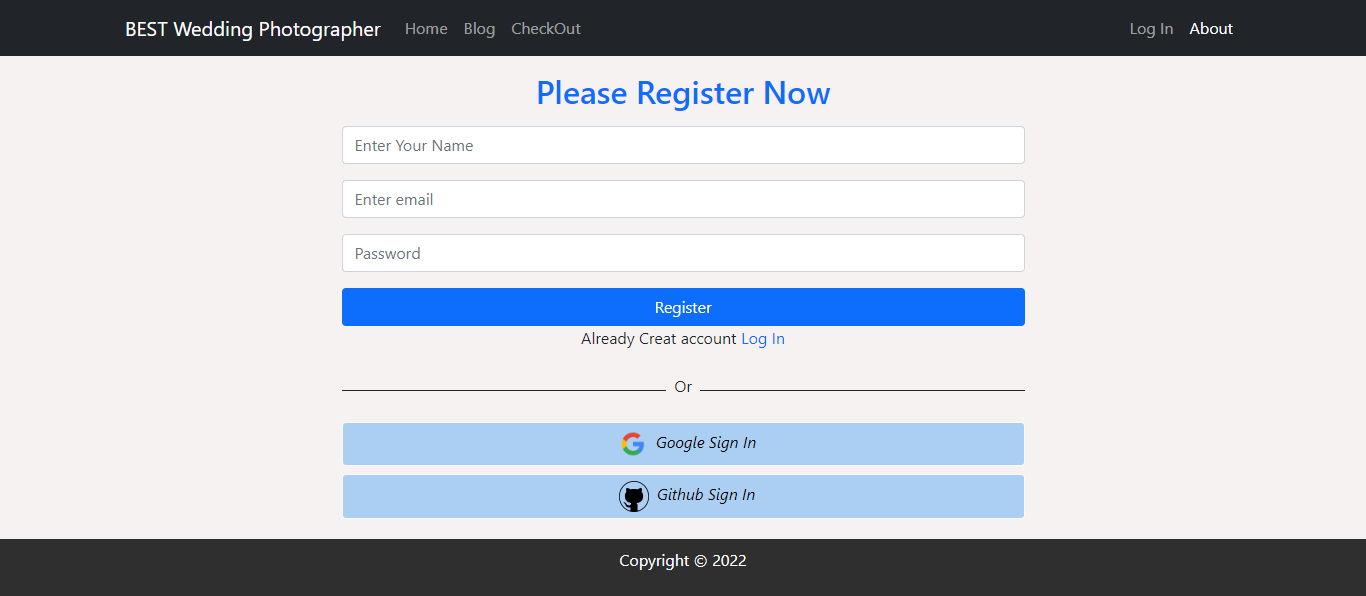 BEST Wedding Photographer Home Blog CheckOut Log In About
Please Register Now
Enter Your Name
Enter email
Password
Register
Already Creat account Log In
Or
Google Sign In
Github Sign In
Copyright © 2022